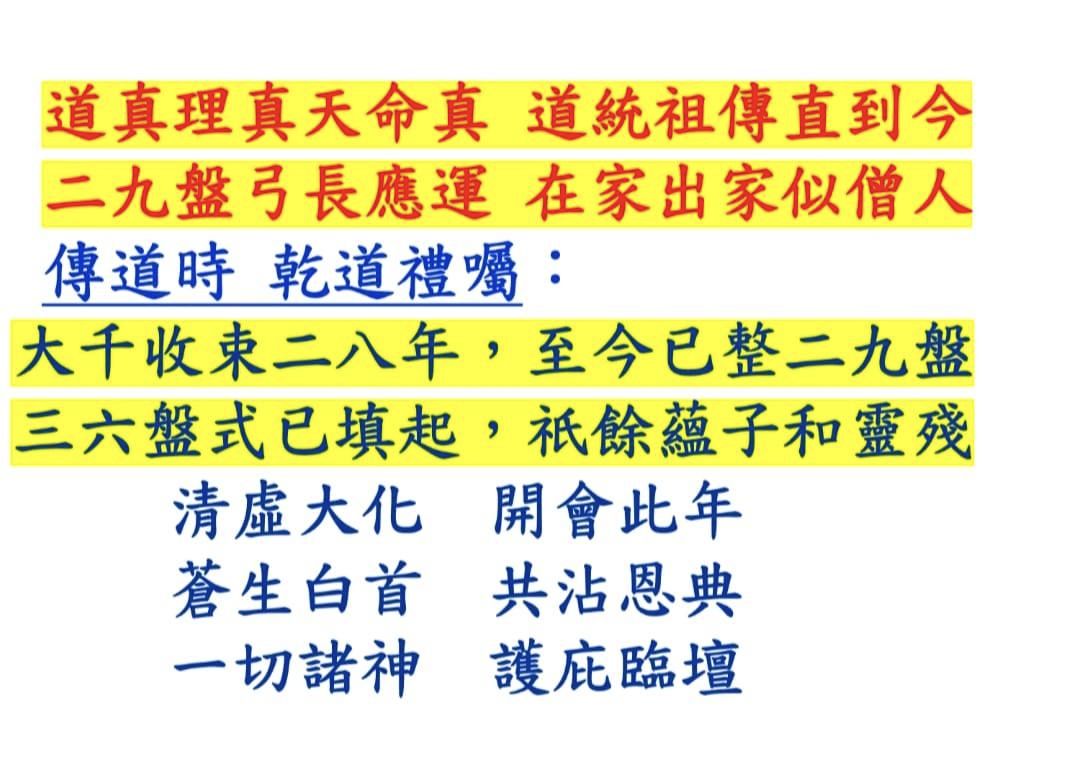 道真理真天命真 道統祖傳直到今
二九盤弓長應運 在家出家似僧人
傳道時 乾道禮囑：
大千收束二八年，至今已整二九盤
三六盤式已填起，祇餘蘊子和靈殘
清虛大化 開會此年
蒼生白首 共沾恩典
一切諸神 護庇臨壇